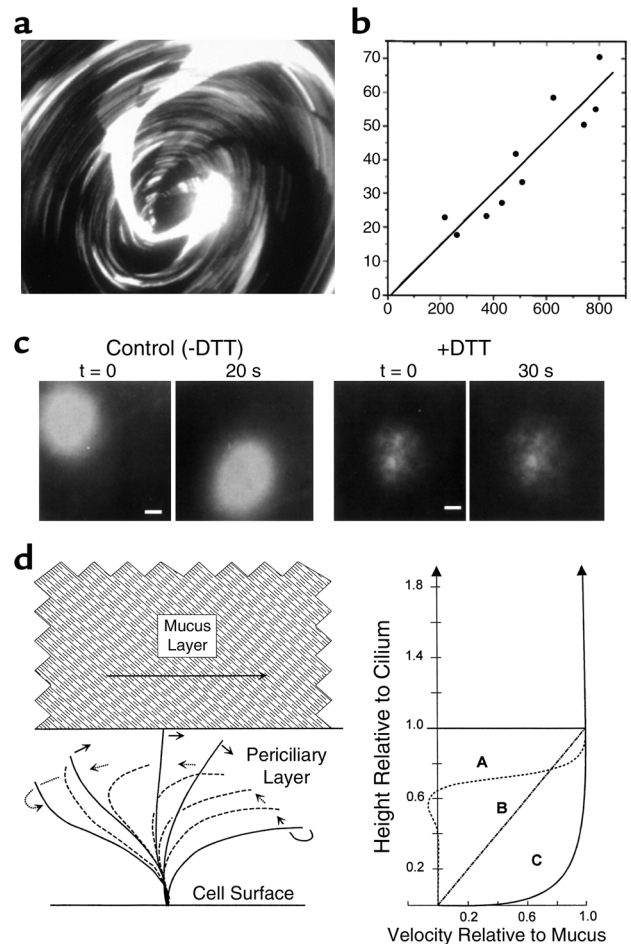 a
b
70
60
50
40
30
20
10
0
0 200 400 600 800
c
Control (-DTT)
+DTT
t = 0
20 s
t = 0
30 s
d
Mucus
Layer
Periciliary
Layer
Cell Surface
Height Relative to Cilium
1.8
1.4
1.0
0.6
0.2
A
B
C
0.2 0.6 1.0
Velocity Relative to Mucus